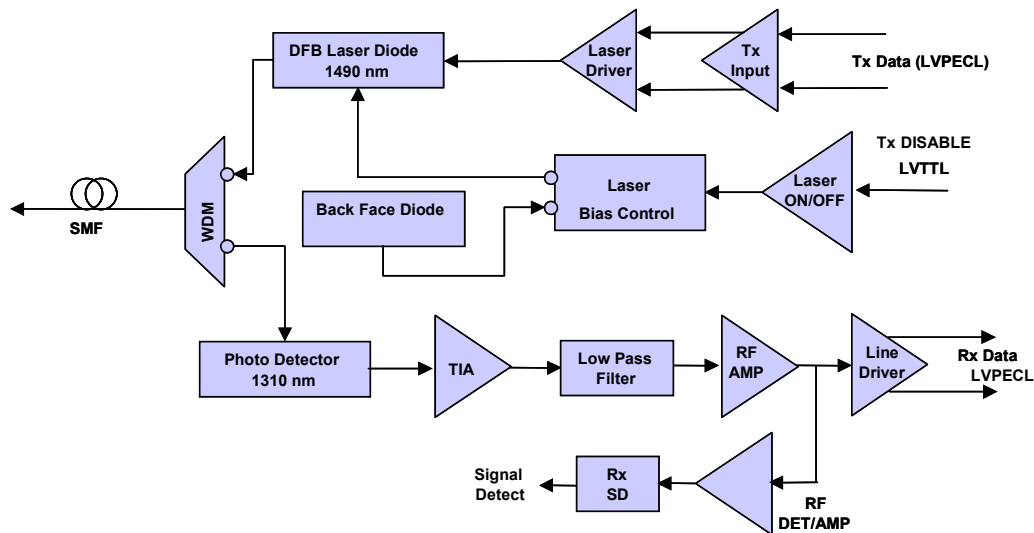 DFB Laser Diode
1490 nm
Laser
Driver
Tx
Input
Tx Data (LVPECL)
Tx DISABLE
LVTTL
Laser
ON/OFF
Laser
Bias Control
Back Face Diode
SMF
WDM
Photo Detector
1310 nm
TIA
Low Pass
Filter
RF
AMP
Line
Driver
Rx Data
LVPECL
Signal
Detect
Rx
SD
RF
DET/AMP